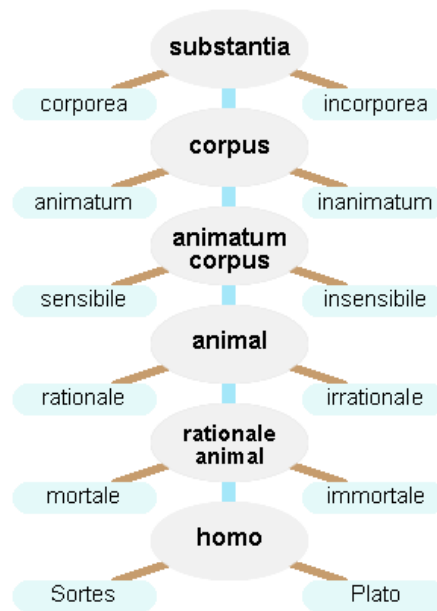 substantia
corporea
incorporea
corpus
animatum
inanimatum
animatum
corpus
sensibile
insensibile
animal
rationale
irrationale
rationale
animal
mortale
immortale
homo
Sortes
Plato